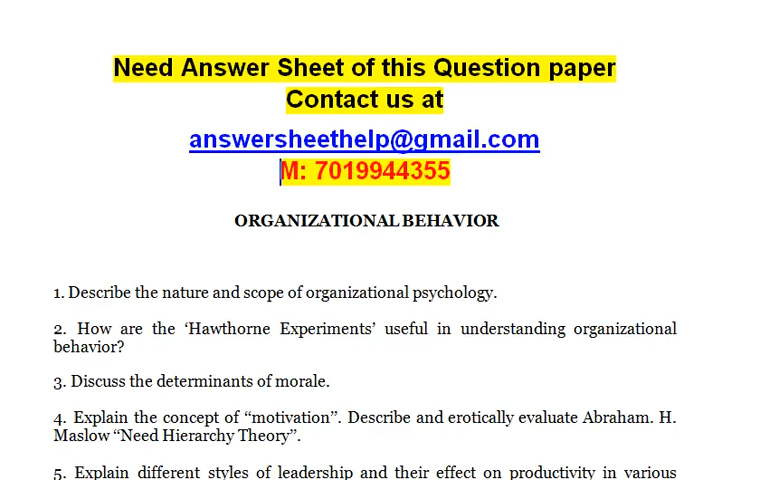 Need Answer Sheet of this Question paper
Contact us at
answersheethelp@gmail.com
M: 7019944355
ORGANIZATIONAL BEHAVIOR
1. Describe the nature and scope of organizational psychology.
2. How are the ‘Hawthorne Experiments’ useful in understanding organizational
behavior?
3. Discuss the determinants of morale.
4. Explain the concept of “motivation”. Describe and erotically evaluate Abraham. H.
Maslow “Need Hierarchy Theory”.
5. Explain different styles of leadership and their effect on productivity in various